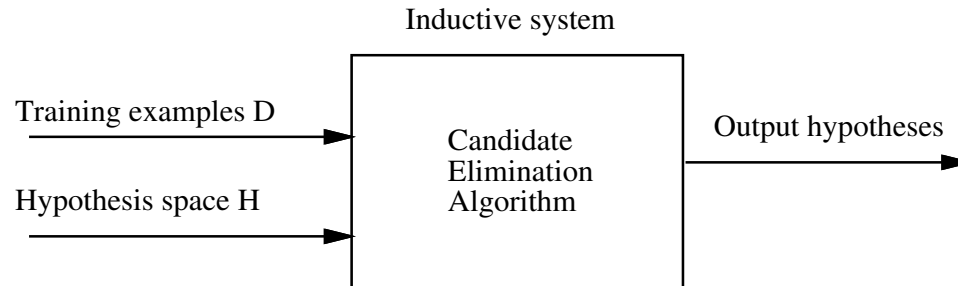 Inductive system
Training examples D
Hypothesis space H
Candidate
Elimination
Algorithm
Output hypotheses